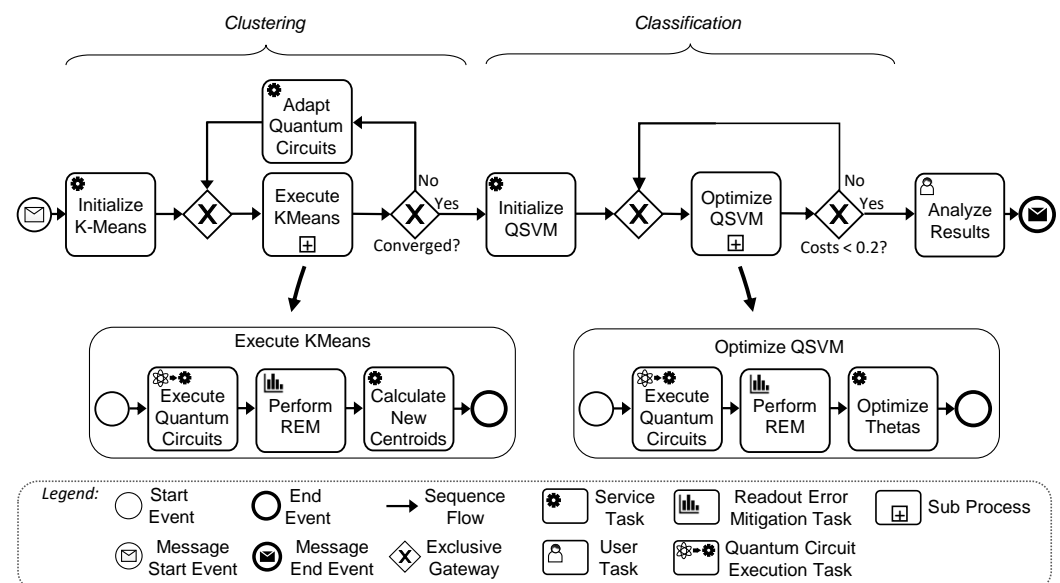 Clustering
Classification
Adapt
Quantum
Circuits
No
No
Initialize
K-Means
X
Execute
KMeans
X
Yes
Converged?
Initialize
QSVM
X
Optimize
QSVM
X
Yes
Costs < 0.2?
Analyze
Results
Execute KMeans
Execute
Quantum
Circuits
Perform
REM
Calculate
New
Centroids
Optimize QSVM
Execute
Quantum
Circuits
Perform
REM
Optimize
Thetas
Legend:
Start
Event
End
Event
Sequence
Flow
Service
Task
Readout Error
Mitigation Task
Sub Process
Message
Start Event
Message
End Event
X
Exclusive
Gateway
User
Task
Quantum Circuit
Execution Task